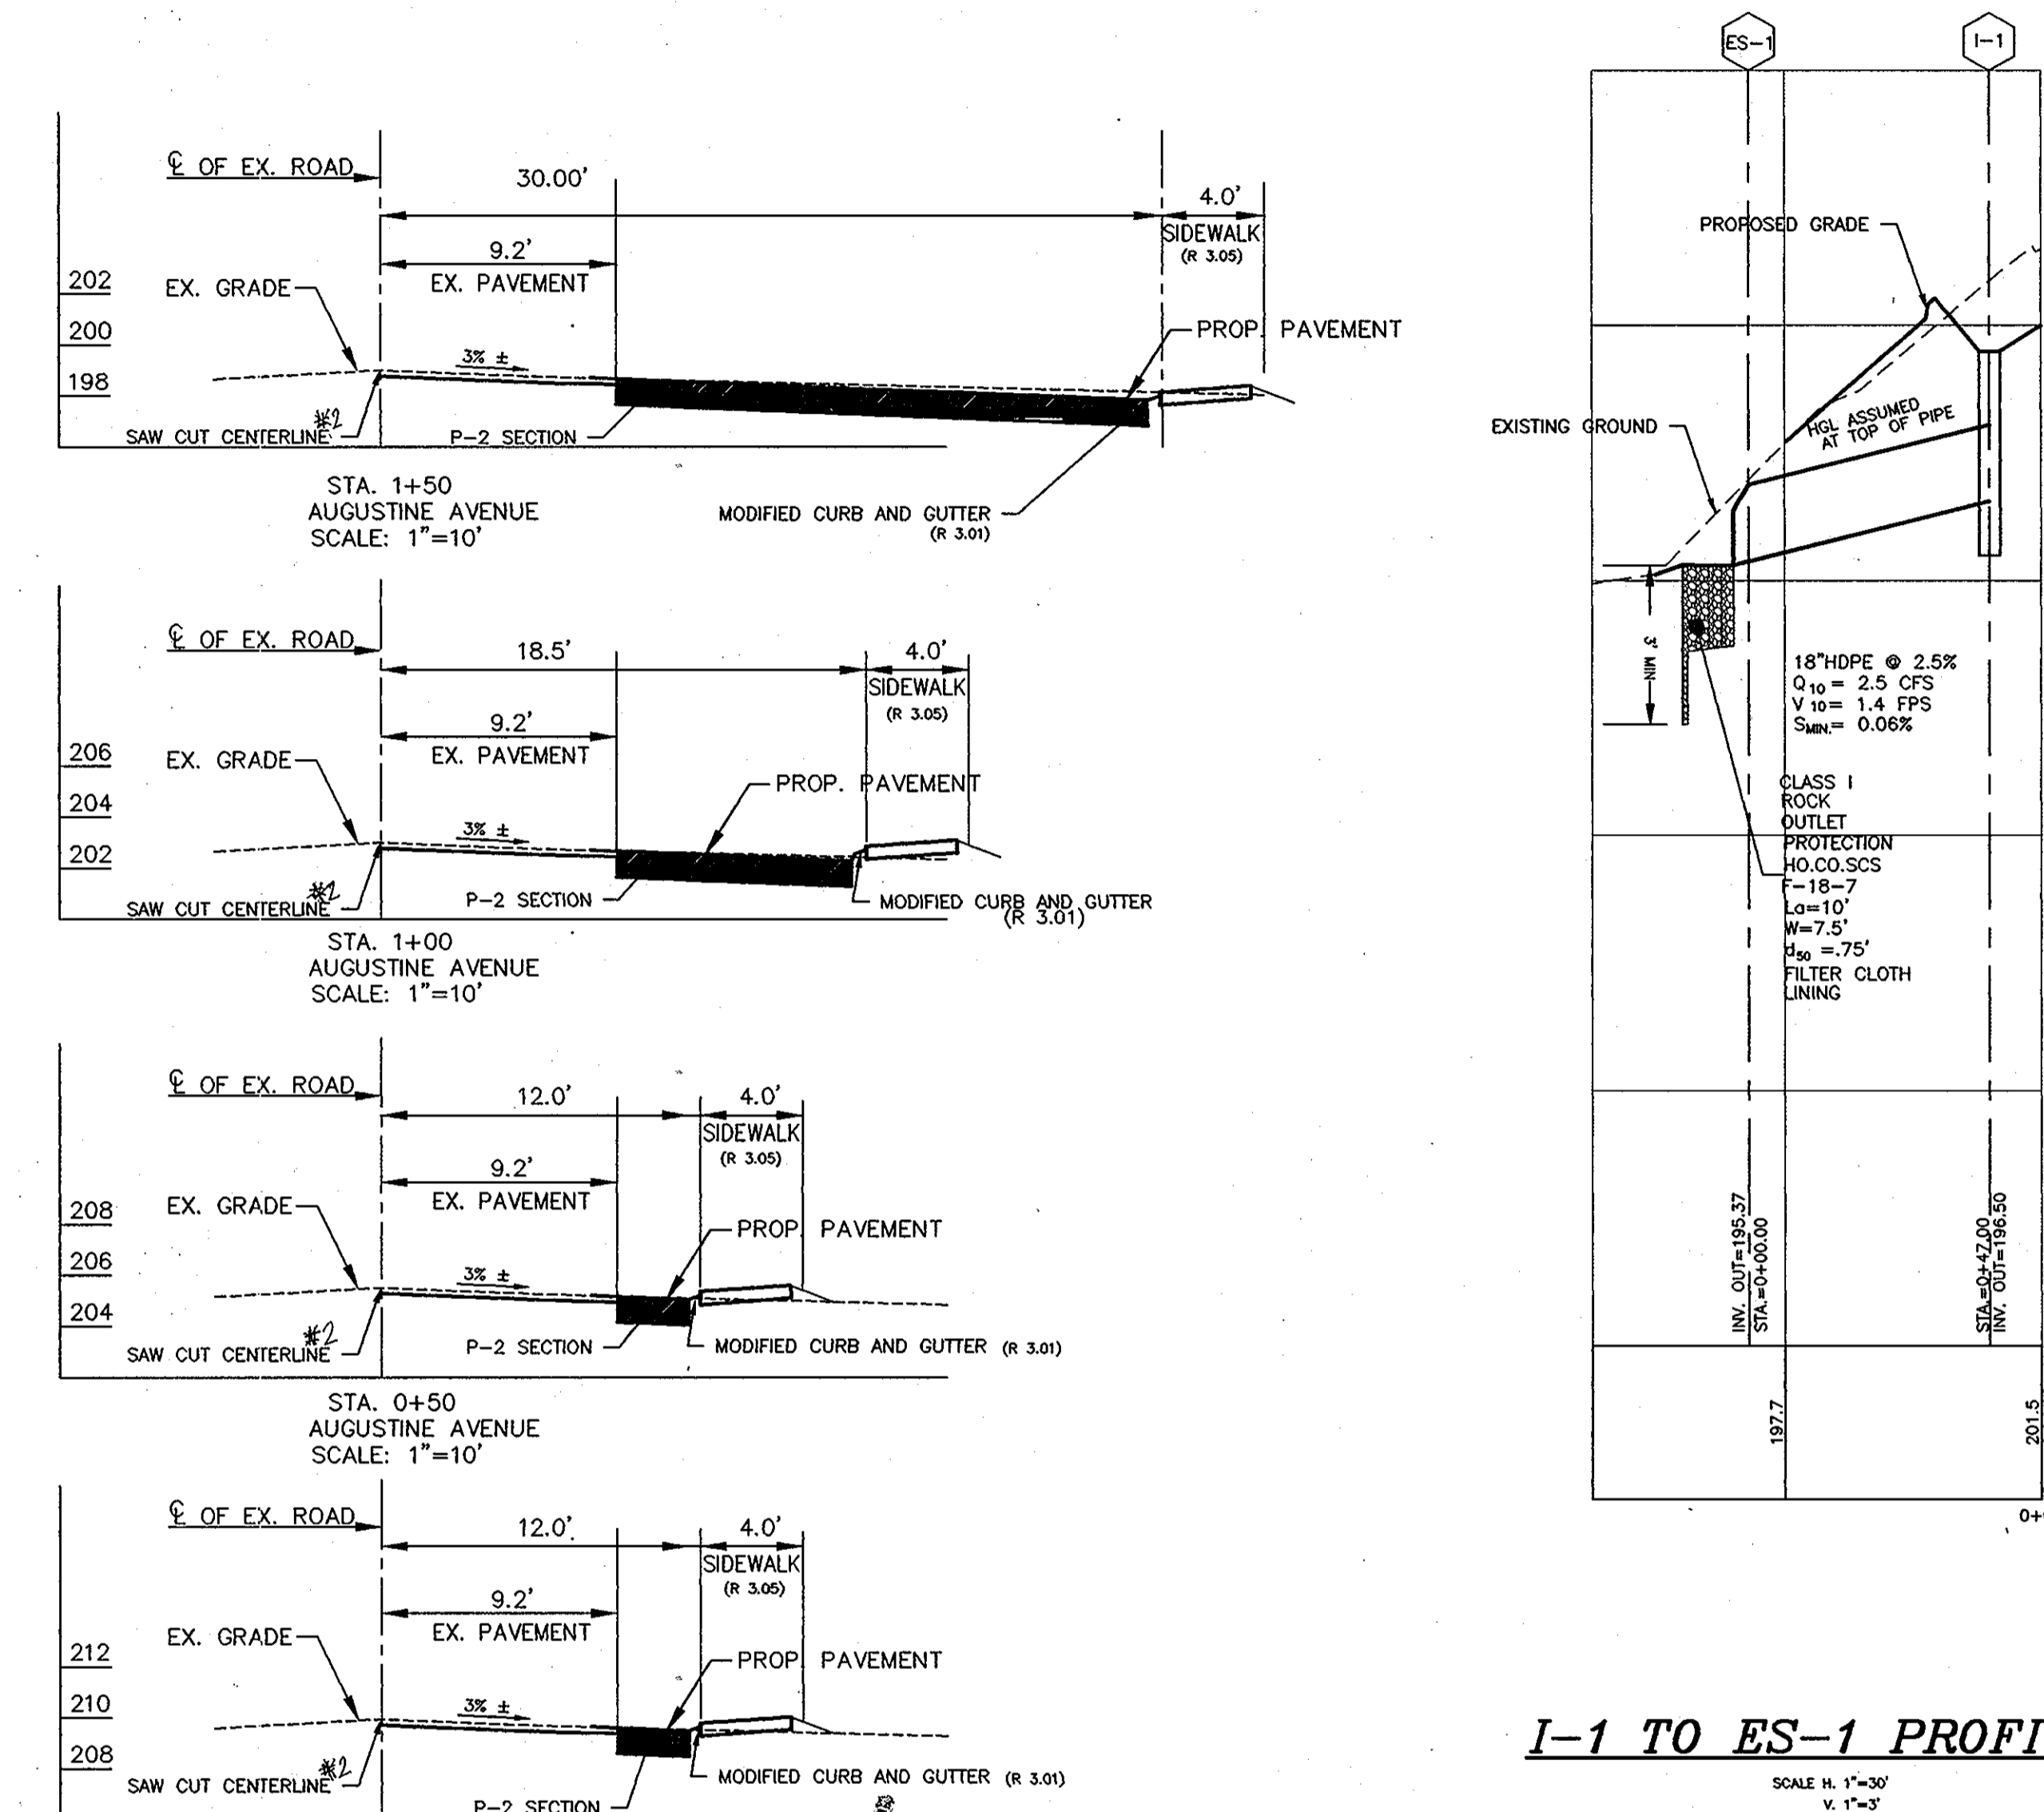 ℄ OF EX. ROAD
30.00'
4.0'
SIDEWALK
(R 3.05)
9.2'
EX. PAVEMENT
202
200
198
EX. GRADE
3% ±
PROP. PAVEMENT
#2
SAW CUT CENTERLINE
P-2 SECTION
STA. 1+50
AUGUSTINE AVENUE
SCALE: 1"=10'
MODIFIED CURB AND GUTTER
(R 3.01)
℄ OF EX. ROAD
18.5'
4.0'
SIDEWALK
(R 3.05)
9.2'
EX. PAVEMENT
206
204
202
EX. GRADE
3% ±
PROP. PAVEMENT
#2
SAW CUT CENTERLINE
P-2 SECTION
MODIFIED CURB AND GUTTER
(R 3.01)
STA. 1+00
AUGUSTINE AVENUE
SCALE: 1"=10'
℄ OF EX. ROAD
12.0'
4.0'
SIDEWALK
(R 3.05)
9.2'
EX. PAVEMENT
208
206
204
EX. GRADE
3% ±
PROP. PAVEMENT
#2
SAW CUT CENTERLINE
P-2 SECTION
MODIFIED CURB AND GUTTER (R 3.01)
STA. 0+50
AUGUSTINE AVENUE
SCALE: 1"=10'
℄ OF EX. ROAD
12.0'
4.0'
SIDEWALK
(R 3.05)
9.2'
EX. PAVEMENT
212
210
208
EX. GRADE
3% ±
PROP. PAVEMENT
#2
SAW CUT CENTERLINE
P-2 SECTION
MODIFIED CURB AND GUTTER (R 3.01)
ES-1
I-1
PROPOSED GRADE
EXISTING GROUND
HGL ASSUMED
AT TOP OF PIPE
3' MIN
18"HDPE @ 2.5%
Q10 = 2.5 CFS
V10 = 1.4 FPS
SMIN. = 0.06%
CLASS I
ROCK
OUTLET
PROTECTION
HO.CO.SCS
F-18-7
La=10'
W=7.5'
d50 =.75'
FILTER CLOTH
LINING
INV. OUT=195.37
STA.=0+00.00
STA.=0+47.00
INV. OUT=196.50
197.7
201.5
0+
I-1 TO ES-1 PROFI
SCALE H. 1"=30'
V. 1"=3'